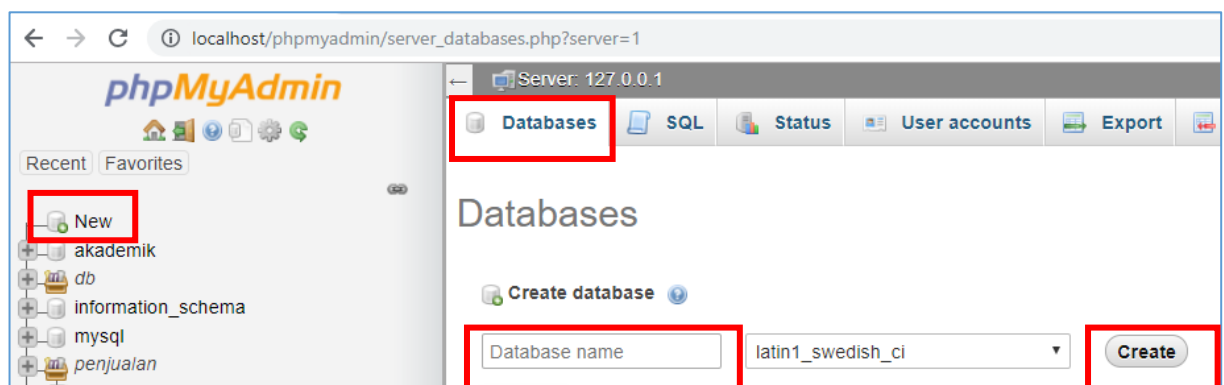 localhost/phpmyadmin/server_databases.php?server=1
phpMyAdmin
Recent Favorites
New
akademik
db
information_schema
mysql
penjualan
Server: 127.0.0.1
Databases SQL Status User accounts Export
Databases
Create database
Database name latin1_swedish_ci Create